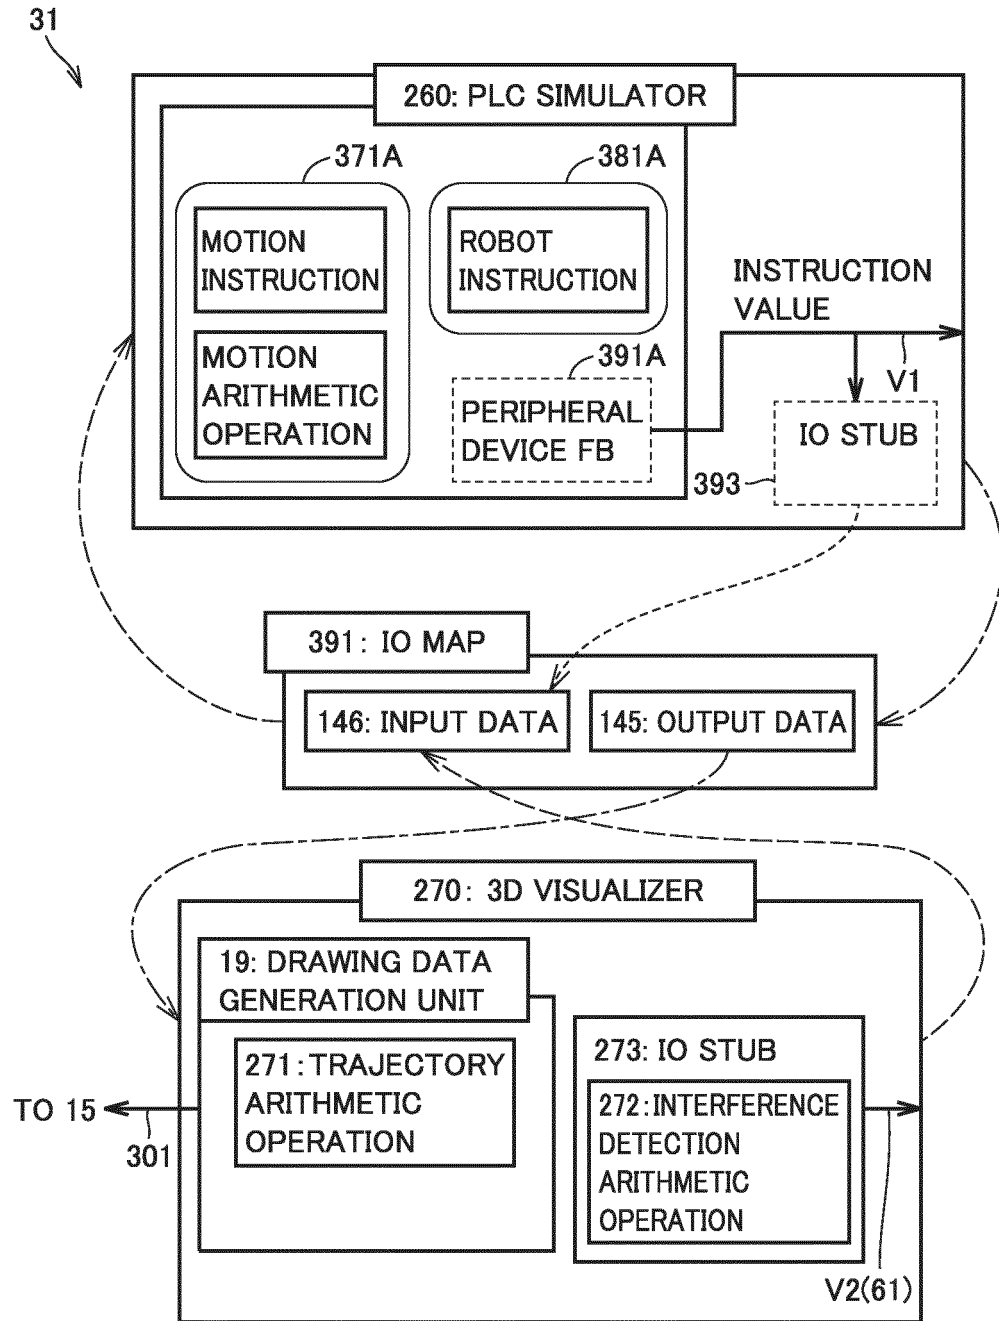 31
260: PLC SIMULATOR
371A
381A
MOTION
INSTRUCTION
ROBOT
INSTRUCTION
MOTION
ARITHMETIC
OPERATION
391A
PERIPHERAL
DEVICE FB
INSTRUCTION
VALUE
V1
IO STUB
393
391: IO MAP
146: INPUT DATA
145: OUTPUT DATA
270: 3D VISUALIZER
19: DRAWING DATA
GENERATION UNIT
271: TRAJECTORY
ARITHMETIC
OPERATION
TO 15
301
273: IO STUB
272: INTERFERENCE
DETECTION
ARITHMETIC
OPERATION
V2(61)